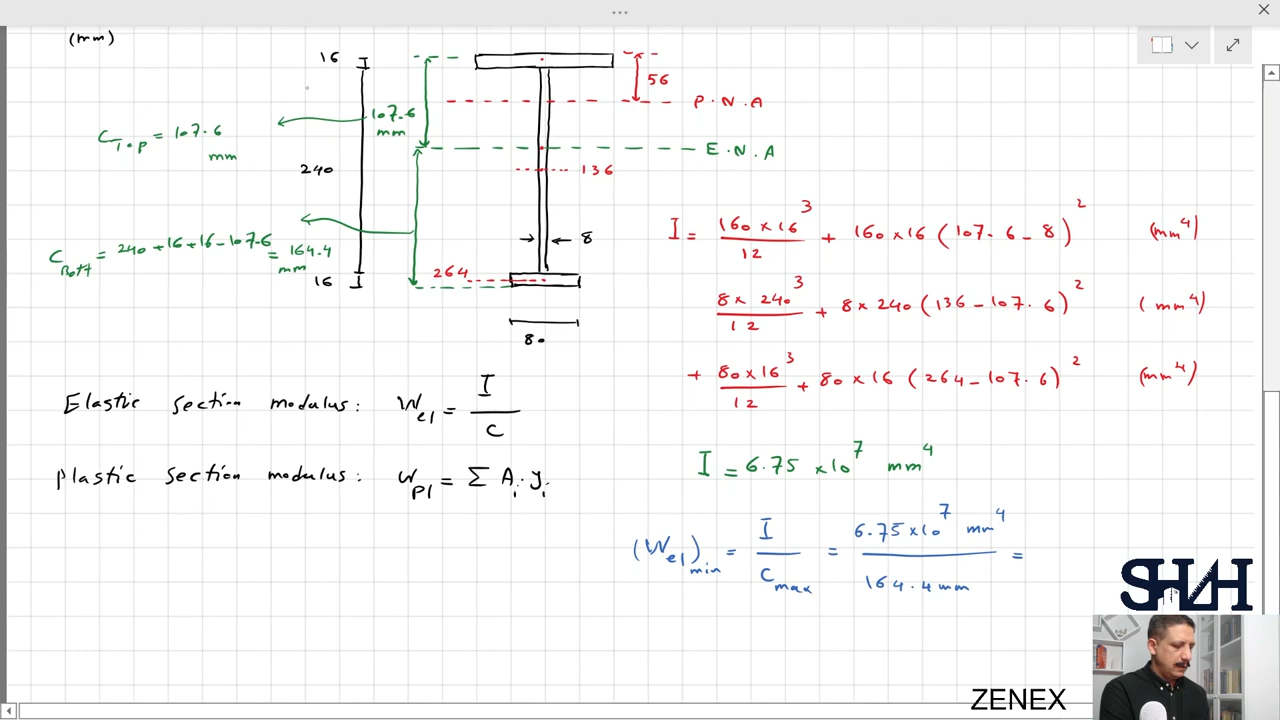 (mm)
16
56
P.N.A
107.6
mm
C_Top = 107.6
mm
E.N.A
240
136
8
C_Bott = 240+16+16-107.6 = 164.4
mm
16
264
80
I = 160×16³/12 + 160×16 (107.6-8)² (mm⁴)
8×240³/12 + 8×240 (136-107.6)² (mm⁴)
+ 80×16³/12 + 80×16 (264-107.6)² (mm⁴)
Elastic section modulus: W_el = I/C
I = 6.75 ×10⁷ mm⁴
Plastic section modulus: W_pl = Σ A_i . y_i
(W_el)_min = I/C_max = 6.75×10⁷ mm⁴/164.4mm =
SHLH
ZENEX